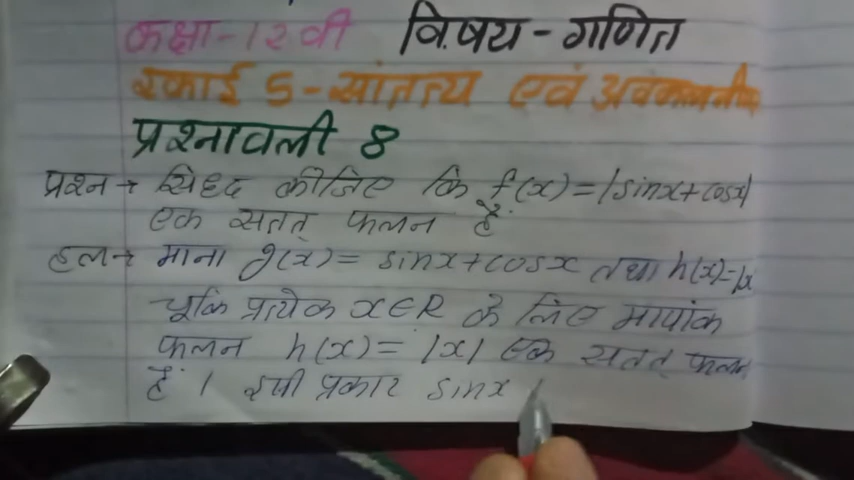 कक्षा-12वी विषय-गणित
इकाई 5-सांतत्य एवं अवकलनीय
प्रश्नावली 8
प्रश्न→ सिध्द कीजिए कि f(x)=|sinx+cosx|
एक सतत् फलन है
हल→ माना g(x)= sinx+cosx तथा h(x)=|x
चूकि प्रत्येक x∈R के लिए मापांक
फलन h(x)= |x| एक सतत् फलन
है। इसी प्रकार sinx